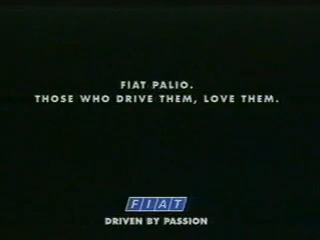 FIAT PALIO.
THOSE WHO DRIVE THEM, LOVE THEM.
FIAT
DRIVEN BY PASSION